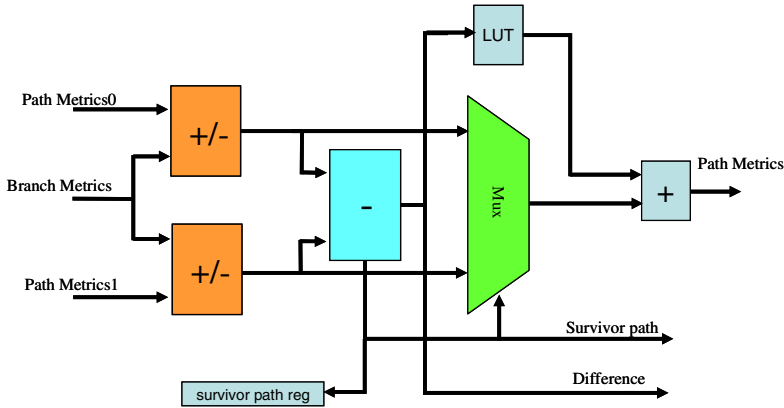 LUT
Path Metrics0
+/-
Path Metrics
Branch Metrics
-
Mux
+
Path Metrics1
+/-
Survivor path
Difference
survivor path reg